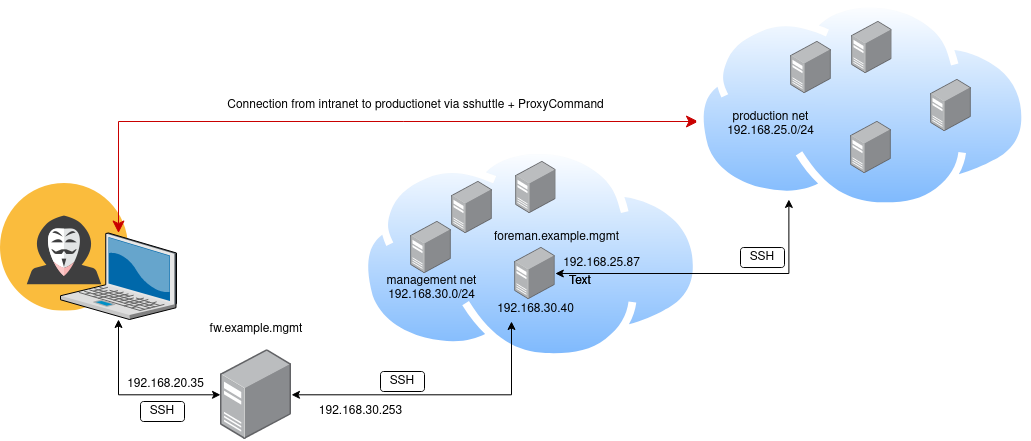 Connection from intranet to productionet via sshuttle + ProxyCommand
production net
192.168.25.0/24
foreman.example.mgmt
192.168.25.87
Text
SSH
management net
192.168.30.0/24
192.168.30.40
fw.example.mgmt
192.168.20.35
SSH
SSH
192.168.30.253